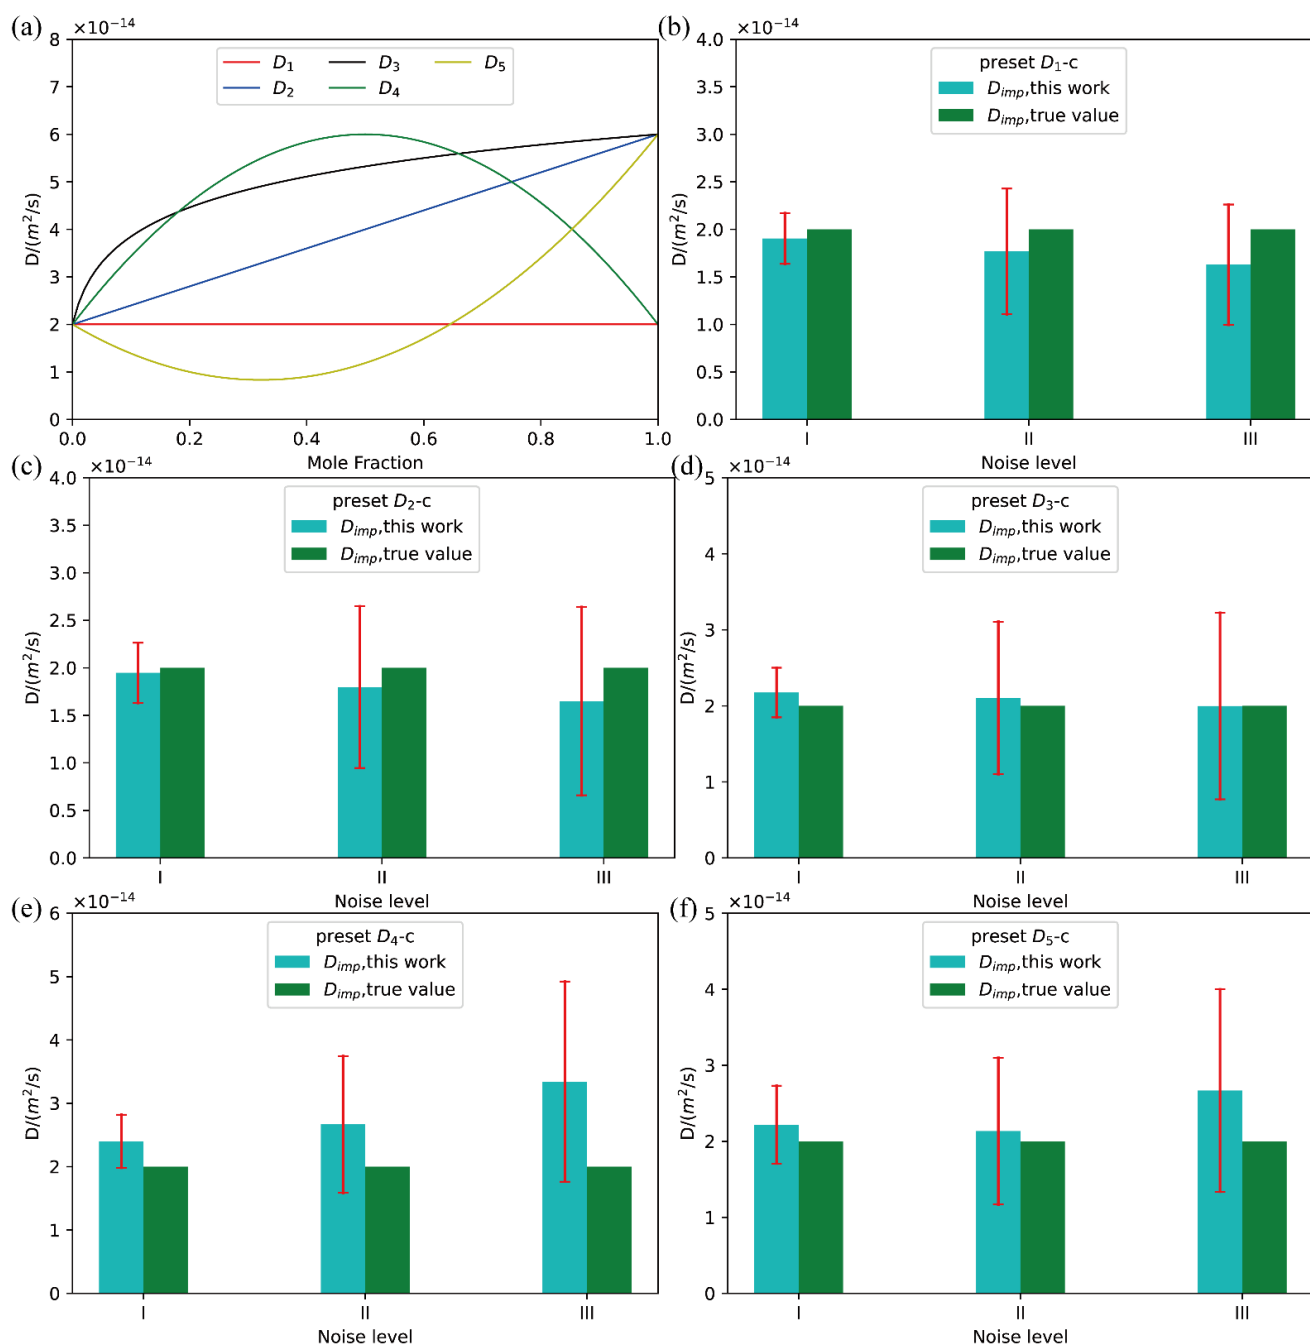 (a)
×10⁻¹⁴
D₁ D₃ D₅
D₂ D₄
8
7
6
5
4
3
2
1
0
D/(m²/s)
0.0 0.2 0.4 0.6 0.8 1.0
Mole Fraction
(b)
×10⁻¹⁴
preset D₁-c
D_imp,this work
D_imp,true value
4.0
3.5
3.0
2.5
2.0
1.5
1.0
0.5
0.0
D/(m²/s)
I II III
Noise level
(c)
×10⁻¹⁴
preset D₂-c
D_imp,this work
D_imp,true value
4.0
3.5
3.0
2.5
2.0
1.5
1.0
0.5
0.0
D/(m²/s)
I II III
Noise level
(d)
×10⁻¹⁴
preset D₃-c
D_imp,this work
D_imp,true value
5
4
3
2
1
0
D/(m²/s)
I II III
Noise level
(e)
×10⁻¹⁴
preset D₄-c
D_imp,this work
D_imp,true value
6
5
4
3
2
1
0
D/(m²/s)
I II III
Noise level
(f)
×10⁻¹⁴
preset D₅-c
D_imp,this work
D_imp,true value
5
4
3
2
1
0
D/(m²/s)
I II III
Noise level